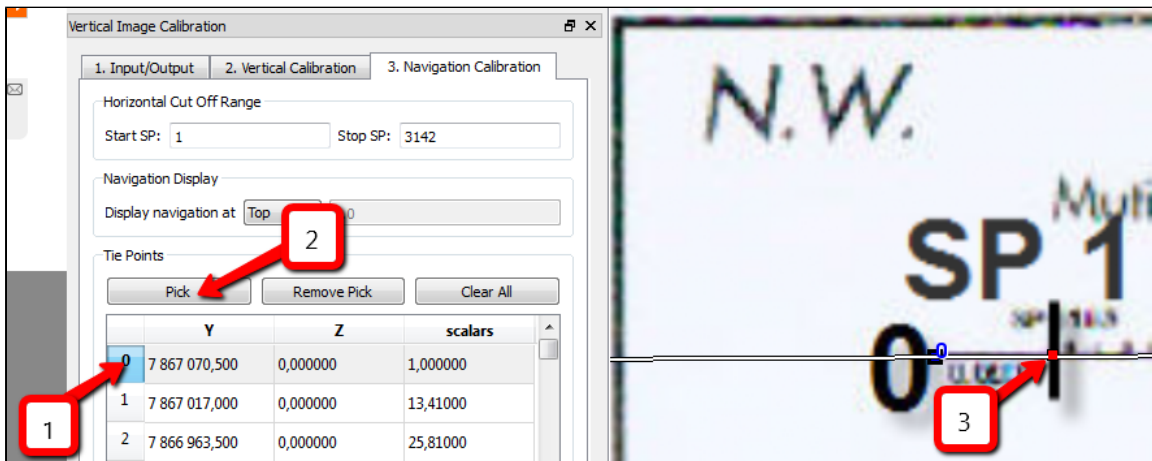 Vertical Image Calibration
1. Input/Output 2. Vertical Calibration 3. Navigation Calibration
Horizontal Cut Off Range
Start SP: 1 Stop SP: 3142
Navigation Display
Display navigation at Top
2
Tie Points
Pick Remove Pick Clear All
Y Z scalars
0 7 867 070,500 0,000000 1,000000
1 7 867 017,000 0,000000 13,41000
2 7 866 963,500 0,000000 25,81000
1
N.W.
SP 1
0
0
3